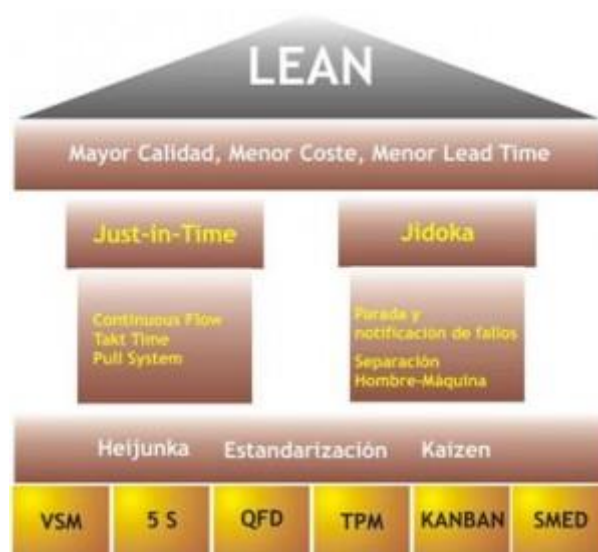 LEAN
Mayor Calidad, Menor Coste, Menor Lead Time
Just-in-Time
Jidoka
Continuous Flow
Takt Time
Pull System
Parada y
notificacion de fallos
Separación
Hombre-Máquina
Heijunka Estandarización Kaizen
VSM 5 S QFD TPM KANBAN SMED